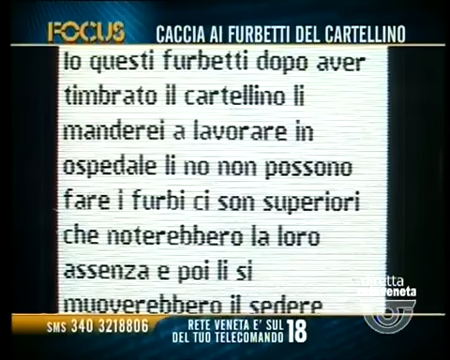 FOCUS CACCIA AI FURBETTI DEL CARTELLINO
Io questi furbetti dopo aver
timbrato il cartellino li
manderei a lavorare in
ospedale li no non possono
fare i furbi ci son superiori
che noterebbero la loro
assenza e poi li si
muoverebbero il sedere
diretta
veneta
SMS 340 3218806
RETE VENETA E' SUL
DEL TUO TELECOMANDO 18